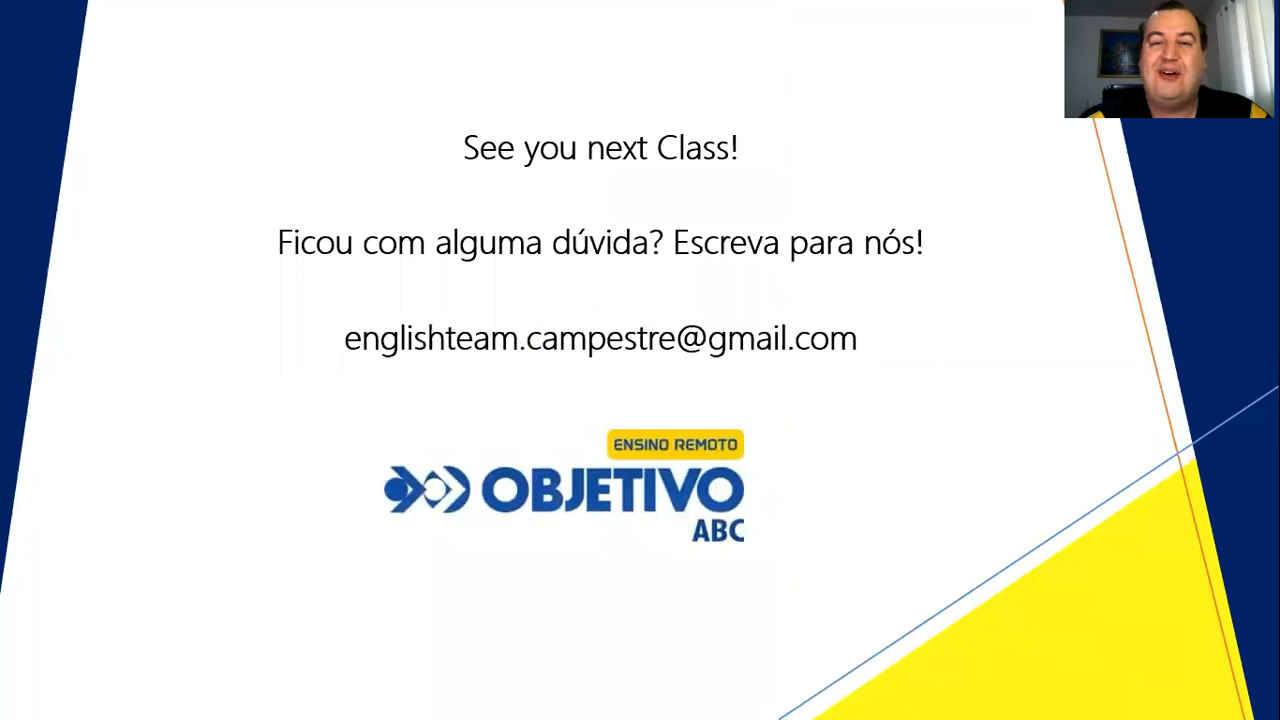 See you next Class!
Ficou com alguma dúvida? Escreva para nós!
englishteam.campestre@gmail.com
ENSINO REMOTO
OBJETIVO
ABC